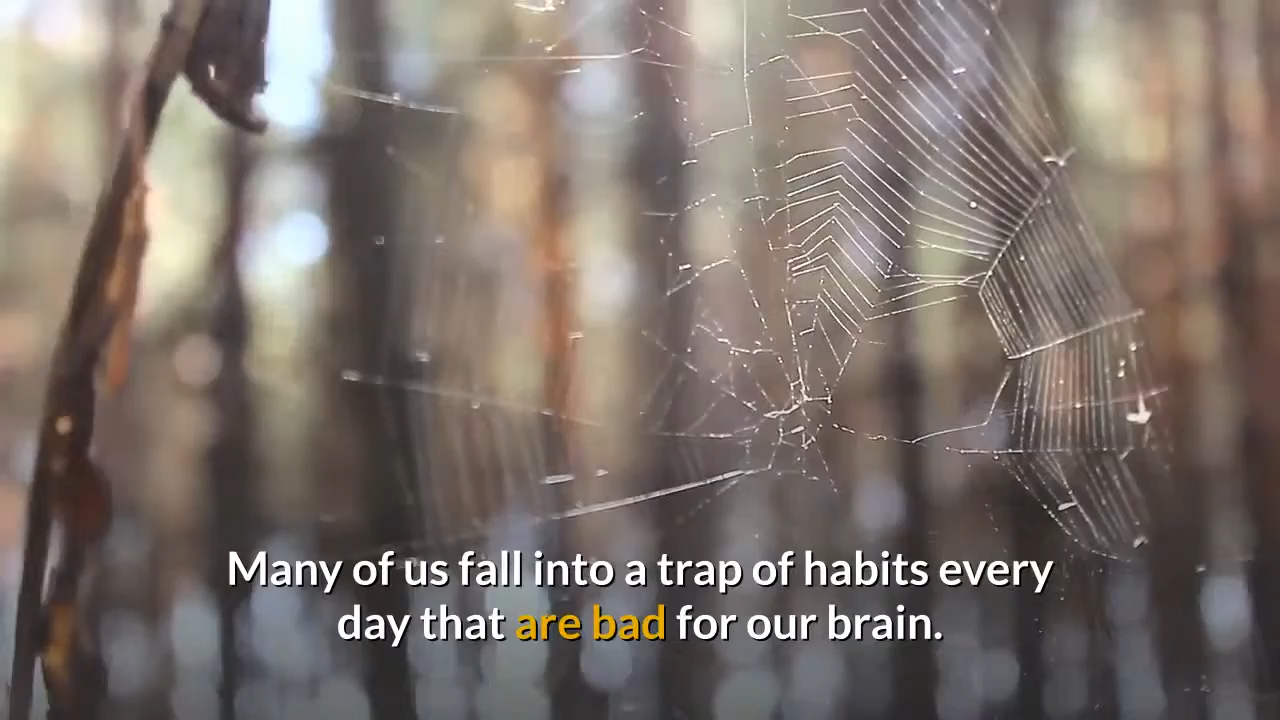 Many of us fall into a trap of habits every
day that are bad for our brain.